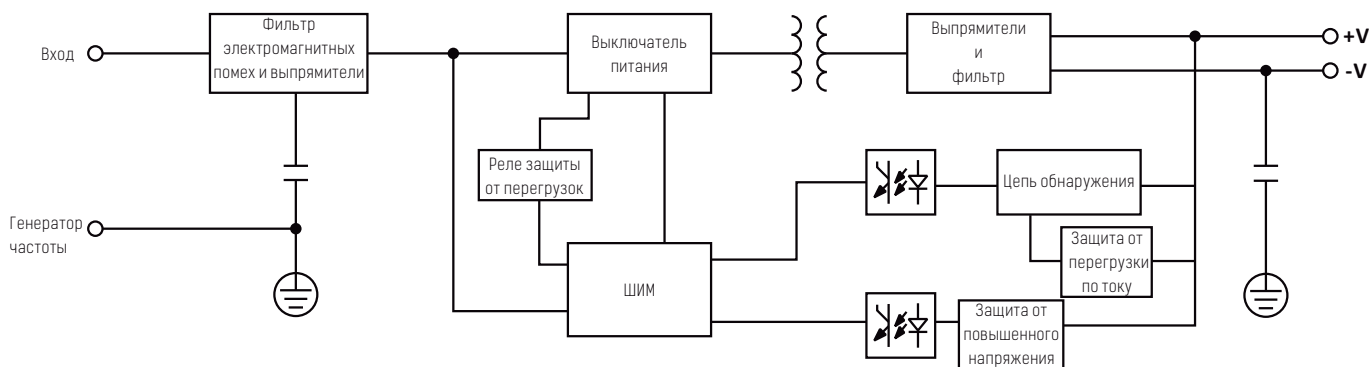 Вход
Фильтр
электромагнитных
помех и выпрямители
Выключатель
питания
Выпрямители
и
фильтр
+V
-V
Реле защиты
от перегрузок
Цепь обнаружения
Генератор
частоты
Защита от
перегрузки
по току
ШИМ
Защита от
повышенного
напряжения